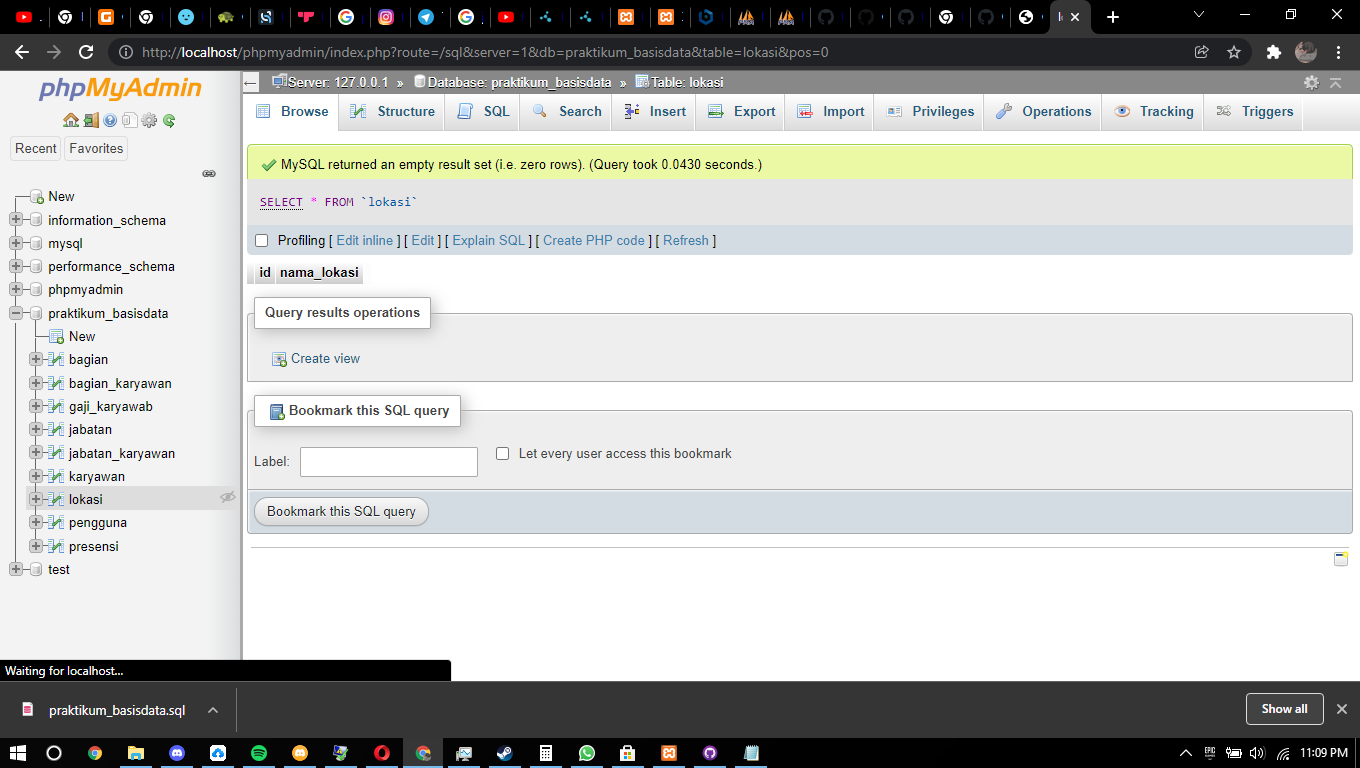 http://localhost/phpmyadmin/index.php?route=/sql&server=1&db=praktikum_basisdata&table=lokasi&pos=0
phpMyAdmin
Recent
Favorites
New
information_schema
mysql
performance_schema
phpmyadmin
praktikum_basisdata
New
bagian
bagian_karyawan
gaji_karyawab
jabatan
jabatan_karyawan
karyawan
lokasi
pengguna
presensi
test
Server: 127.0.0.1 » Database: praktikum_basisdata » Table: lokasi
Browse Structure SQL Search Insert Export Import Privileges Operations Tracking Triggers
MySQL returned an empty result set (i.e. zero rows). (Query took 0.0430 seconds.)
SELECT * FROM `lokasi`
Profiling [ Edit inline ] [ Edit ] [ Explain SQL ] [ Create PHP code ] [ Refresh ]
id nama_lokasi
Query results operations
Create view
Bookmark this SQL query
Label:
Let every user access this bookmark
Bookmark this SQL query
Waiting for localhost...
praktikum_basisdata.sql
Show all
11:09 PM